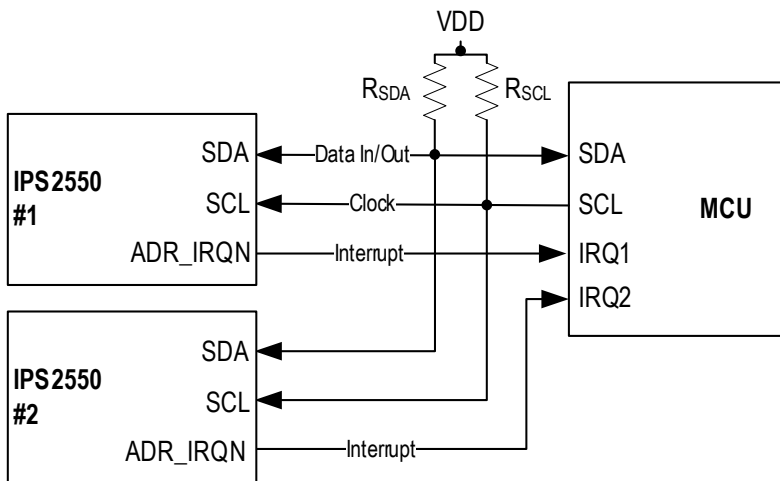 VDD
RSDA
RSCL
IPS2550
#1
SDA
SCL
ADR_IRQN
Data In/Out
Clock
Interrupt
SDA
SCL
IRQ1
IRQ2
MCU
IPS2550
#2
SDA
SCL
ADR_IRQN
Interrupt